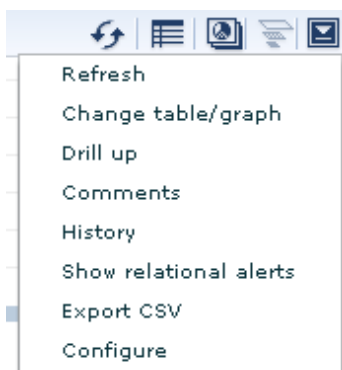 Refresh
Change table/graph
Drill up
Comments
History
Show relational alerts
Export CSV
Configure